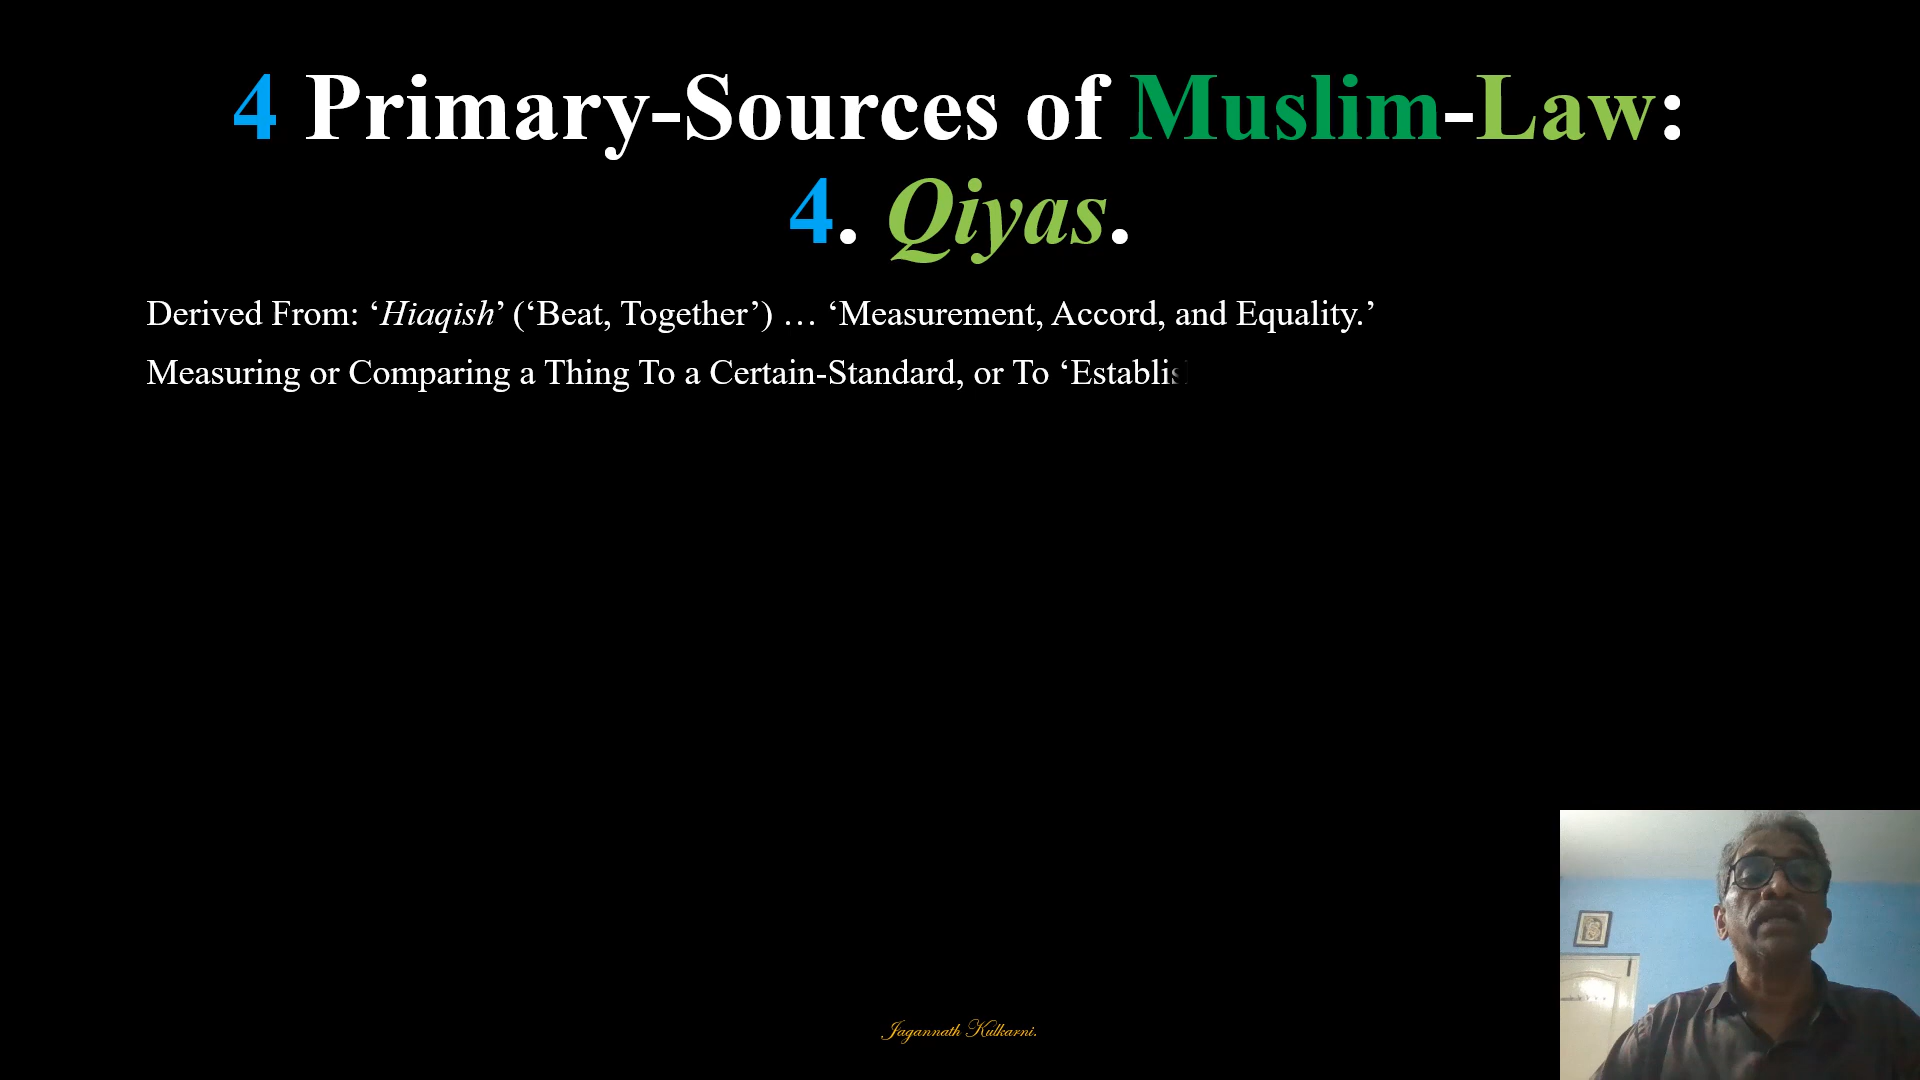 4 Primary-Sources of Muslim-Law:
4. Qiyas.
Derived From: ‘Hiaqish’ (‘Beat, Together’) … ‘Measurement, Accord, and Equality.’
Measuring or Comparing a Thing To a Certain-Standard, or To
Jagannath Kulkarni.